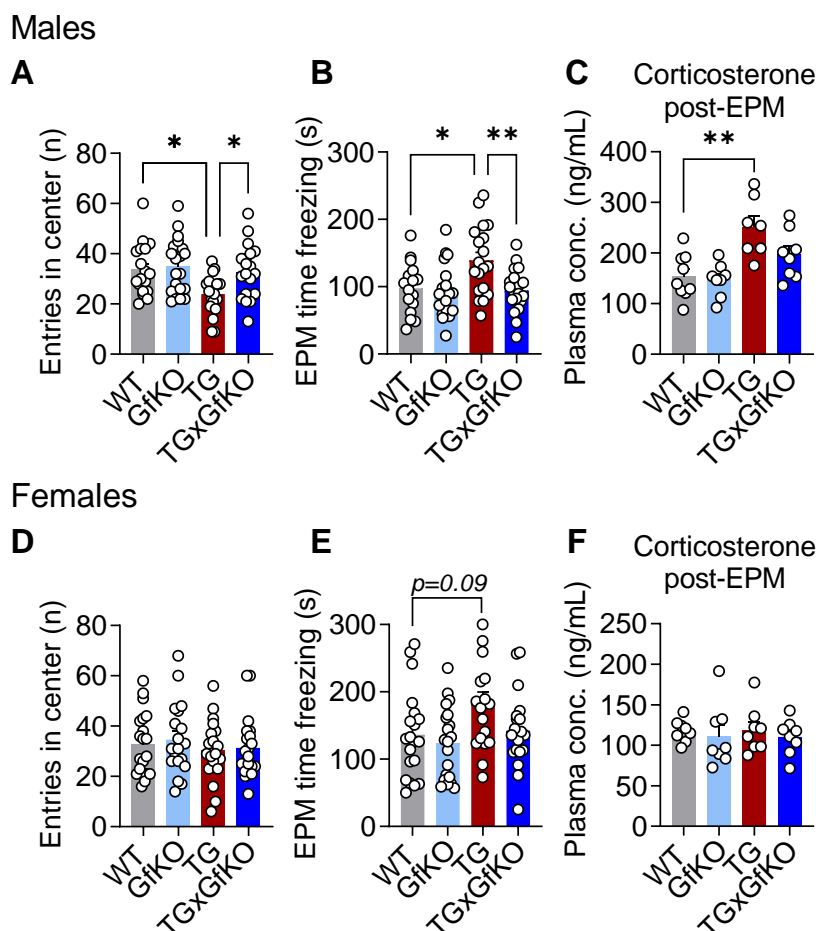 Males
A
B
C
Corticosterone
post-EPM
Entries in center (n)
80
60
40
20
0
*
*
WT
GfKO
TG
TGxGfKO
EPM time freezing (s)
300
200
100
0
*
**
WT
GfKO
TG
TGxGfKO
Plasma conc. (ng/mL)
400
300
200
100
0
**
WT
GfKO
TG
TGxGfKO
Females
D
E
F
Corticosterone
post-EPM
Entries in center (n)
80
60
40
20
0
WT
GfKO
TG
TGxGfKO
EPM time freezing (s)
300
200
100
0
p=0.09
WT
GfKO
TG
TGxGfKO
Plasma conc. (ng/mL)
250
200
150
100
50
0
WT
GfKO
TG
TGxGfKO